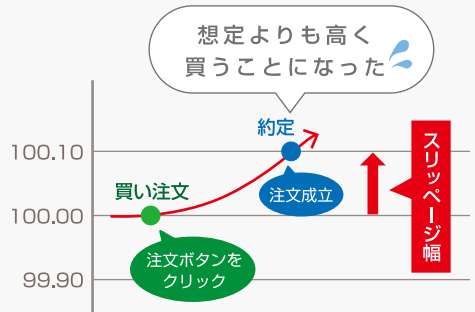 想定よりも高く
買うことになった
約定
100.10
注文成立
買い注文
100.00
注文ボタンを
クリック
99.90
スリッページ幅